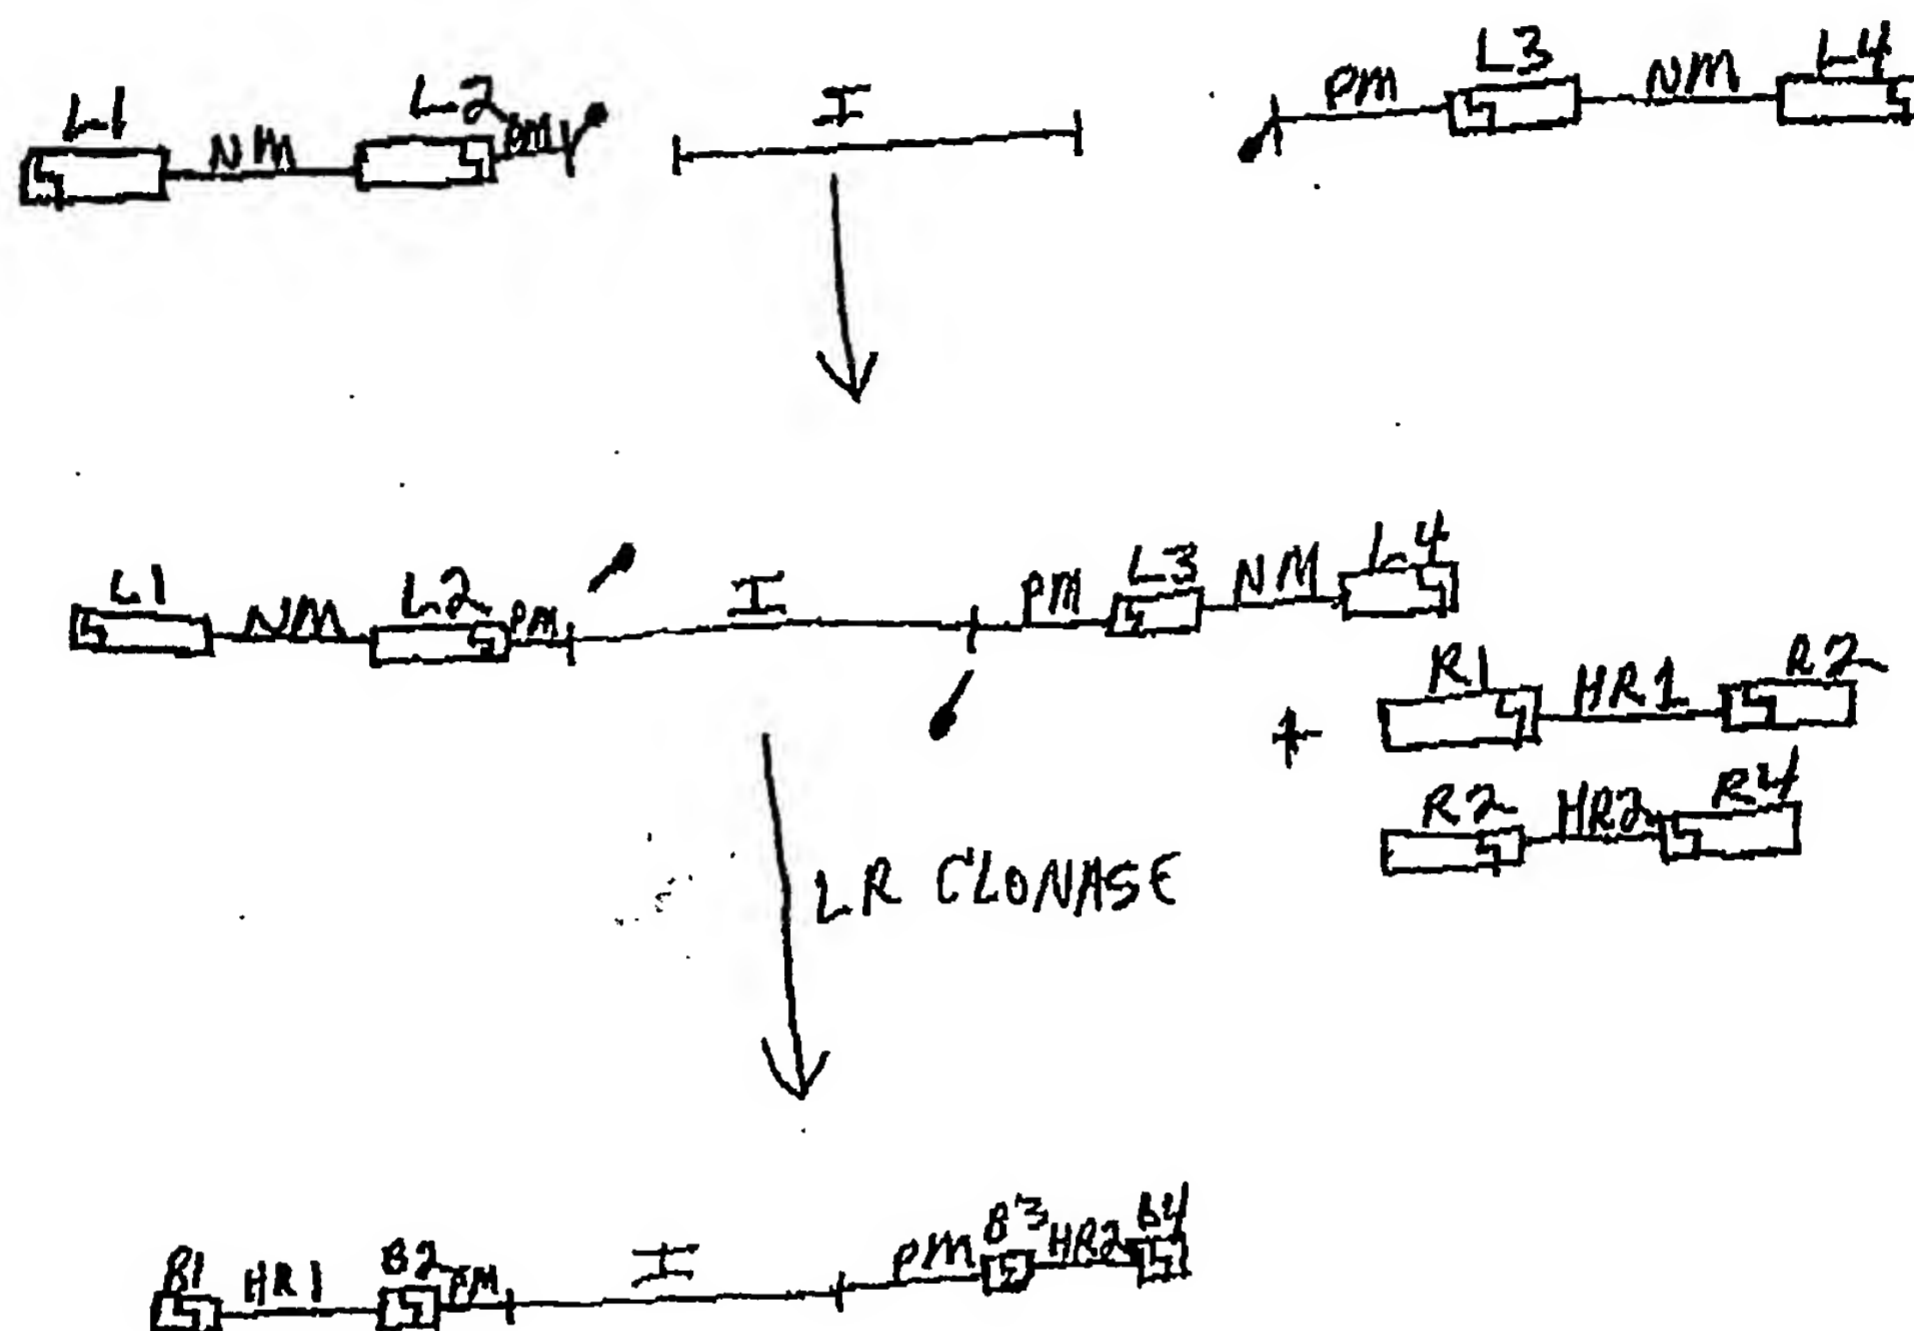 L1 NM L2 PM I PM L3 NM L4
L1 NM L2 PM I PM L3 NM L4
+ R1 HR1 R2
R2 HR2 R4
LR CLONASE
B1 HR1 B2 PM I PM B3 HR2 B4